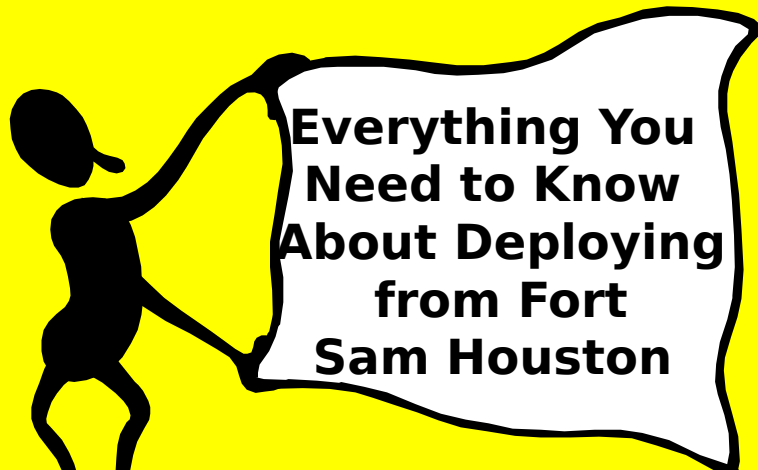 Everything You
Need to Know
About Deploying
from Fort
Sam Houston